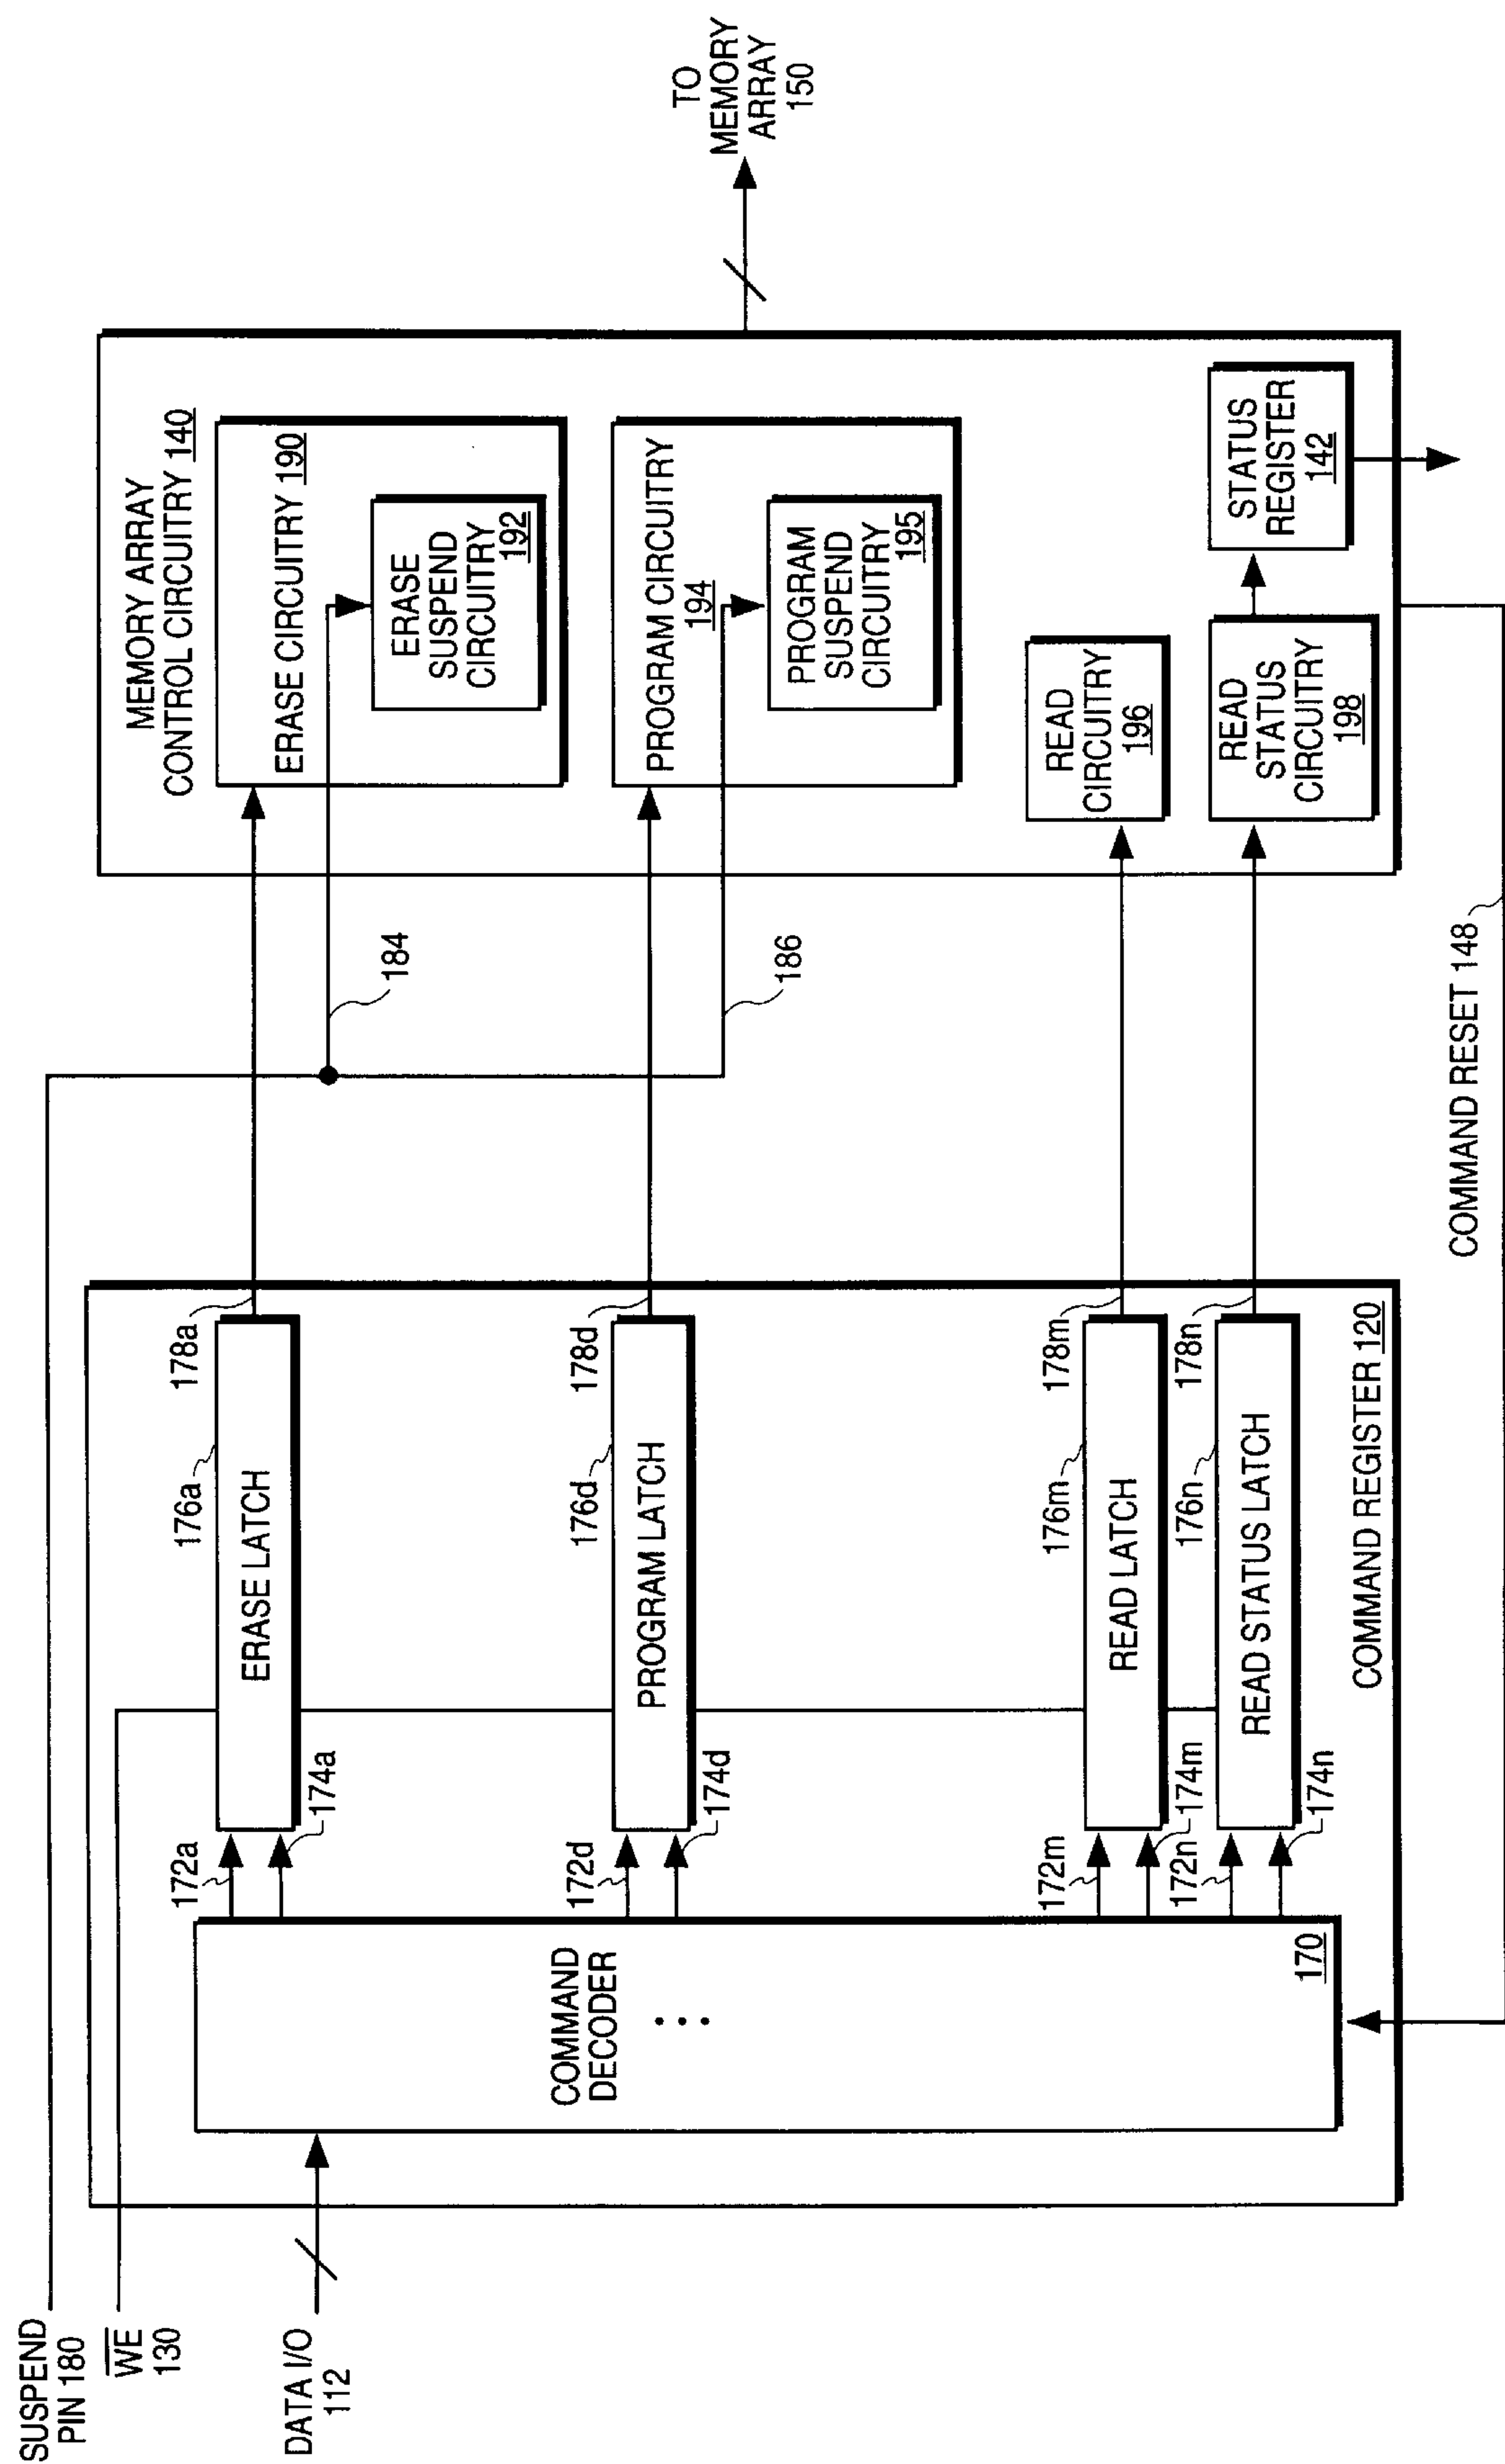 SUSPEND
PIN 180
WE
130
DATA I/O
112
COMMAND
DECODER
170
172a
174a
172d
174d
172m
174m
172n
174n
176a
ERASE LATCH
178a
176d
PROGRAM LATCH
178d
176m
READ LATCH
178m
176n
READ STATUS LATCH
178n
COMMAND REGISTER 120
184
186
COMMAND RESET 148
MEMORY ARRAY
CONTROL CIRCUITRY 140
ERASE CIRCUITRY 190
ERASE
SUSPEND
CIRCUITRY
192
PROGRAM CIRCUITRY
194
PROGRAM
SUSPEND
CIRCUITRY
195
READ
CIRCUITRY
196
READ
STATUS
CIRCUITRY
198
STATUS
REGISTER
142
TO
MEMORY
ARRAY
150